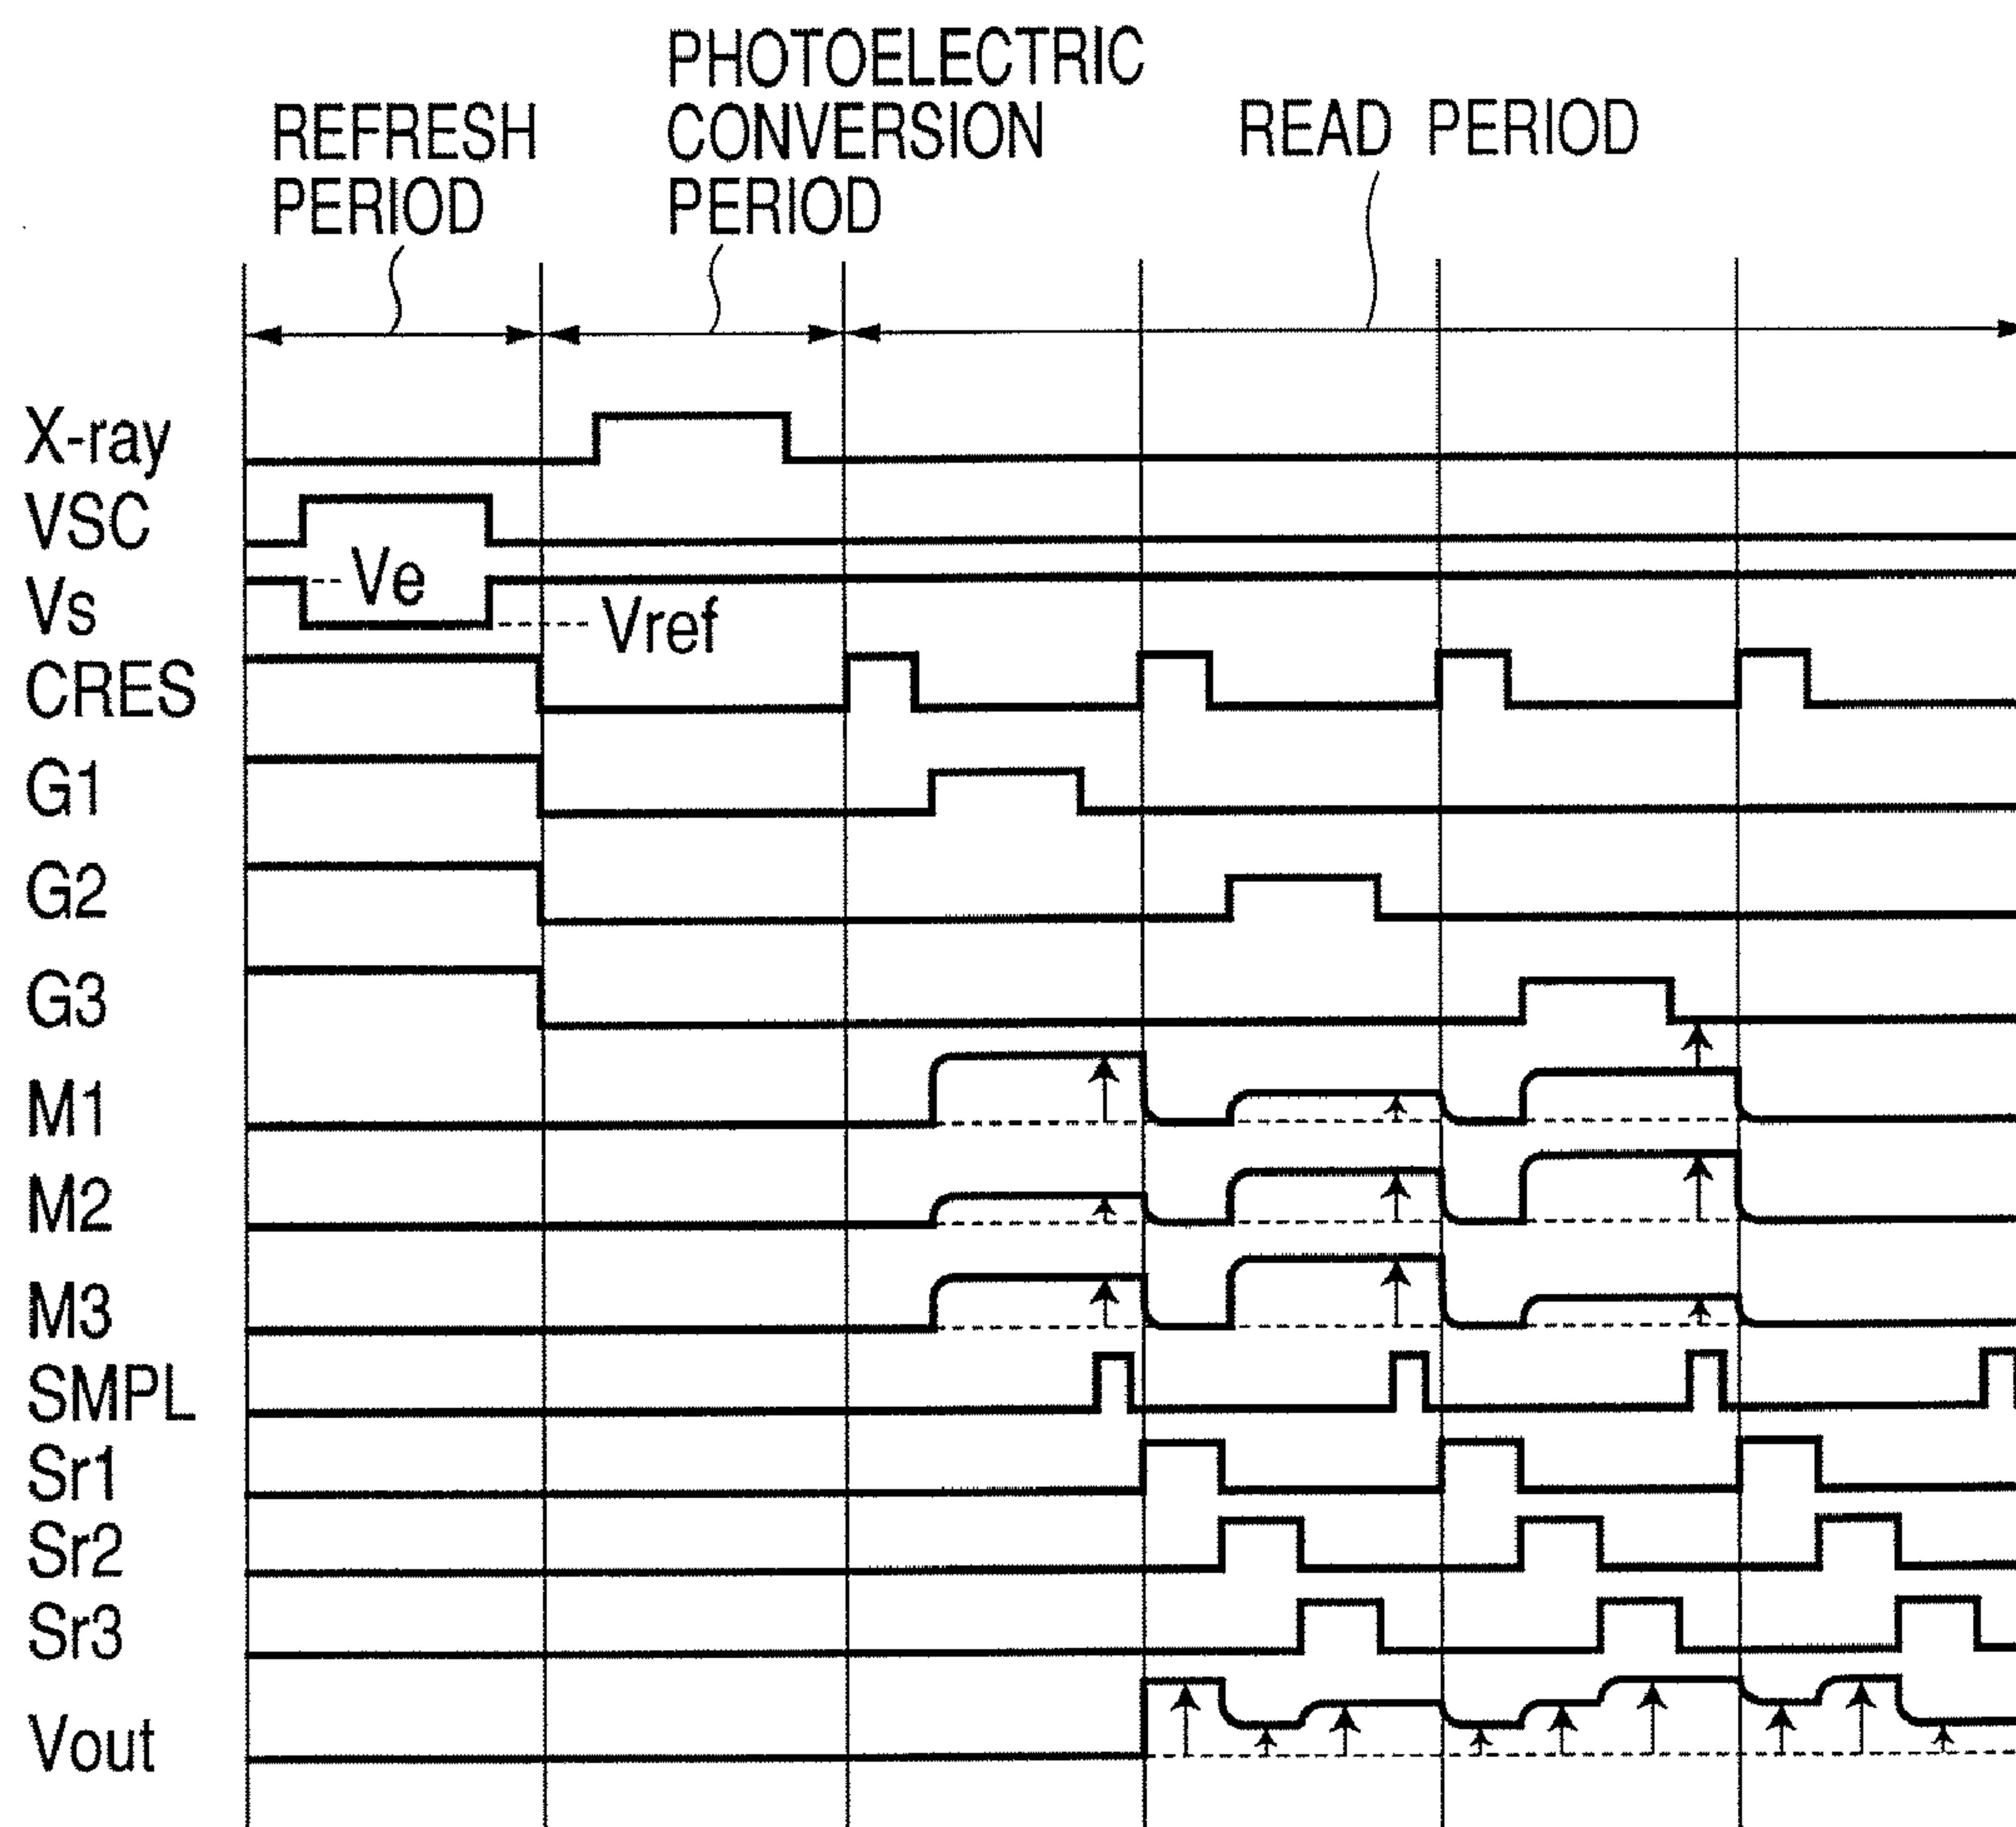 REFRESH
PERIOD
PHOTOELECTRIC
CONVERSION
PERIOD
READ PERIOD
X-ray
VSC
Ve
Vs
Vref
CRES
G1
G2
G3
M1
M2
M3
SMPL
Sr1
Sr2
Sr3
Vout